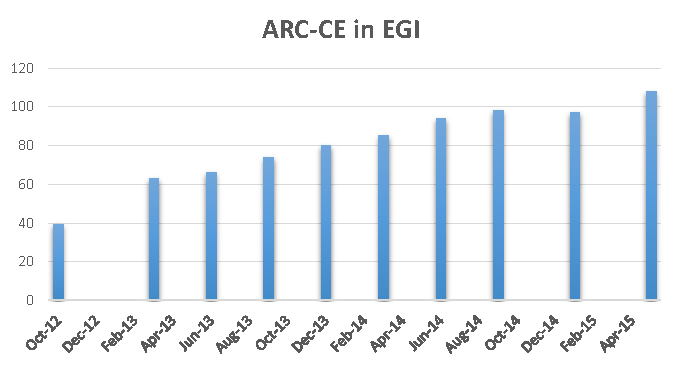 ARC-CE in EGI
120
100
80
60
40
20
0
Oct-12
Dec-12
Feb-13
Apr-13
Jun-13
Aug-13
Oct-13
Dec-13
Feb-14
Apr-14
Jun-14
Aug-14
Oct-14
Dec-14
Feb-15
Apr-15